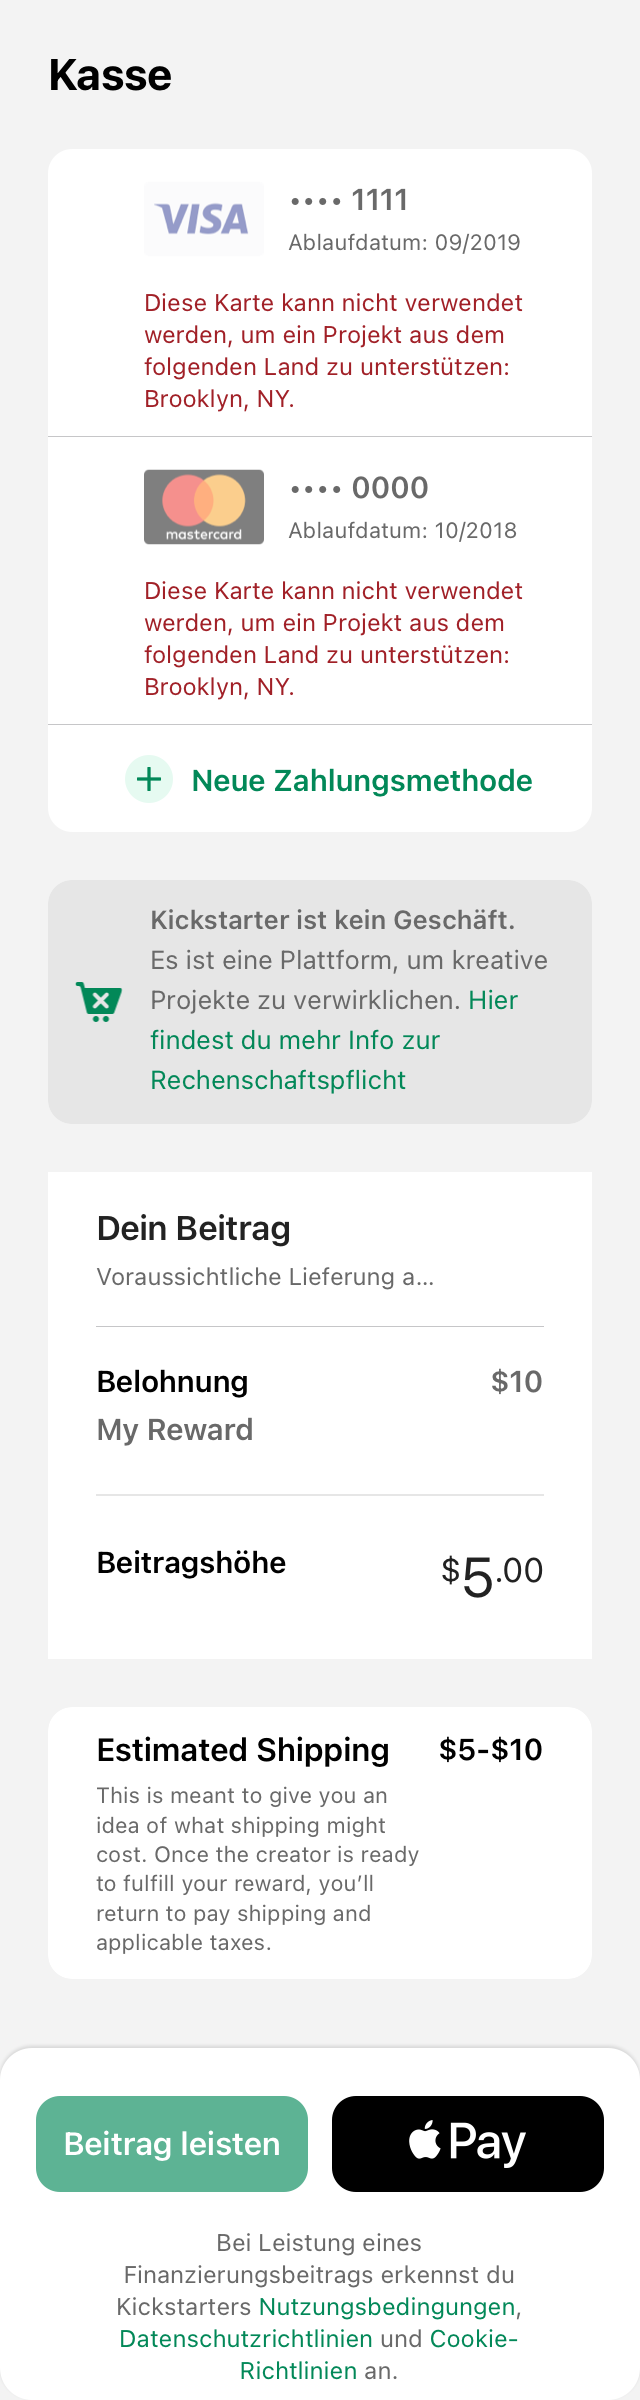 Kasse
VISA
•••• 1111
Ablaufdatum: 09/2019
Diese Karte kann nicht verwendet
werden, um ein Projekt aus dem
folgenden Land zu unterstützen:
Brooklyn, NY.
mastercard
•••• 0000
Ablaufdatum: 10/2018
Diese Karte kann nicht verwendet
werden, um ein Projekt aus dem
folgenden Land zu unterstützen:
Brooklyn, NY.
Neue Zahlungsmethode
Kickstarter ist kein Geschäft.
Es ist eine Plattform, um kreative
Projekte zu verwirklichen. Hier
findest du mehr Info zur
Rechenschaftspflicht
Dein Beitrag
Voraussichtliche Lieferung a...
Belohnung $10
My Reward
Beitragshöhe $5.00
Estimated Shipping $5-$10
This is meant to give you an
idea of what shipping might
cost. Once the creator is ready
to fulfill your reward, you’ll
return to pay shipping and
applicable taxes.
Beitrag leisten
Pay
Bei Leistung eines
Finanzierungsbeitrags erkennst du
Kickstarters Nutzungsbedingungen,
Datenschutzrichtlinien und Cookie-
Richtlinien an.